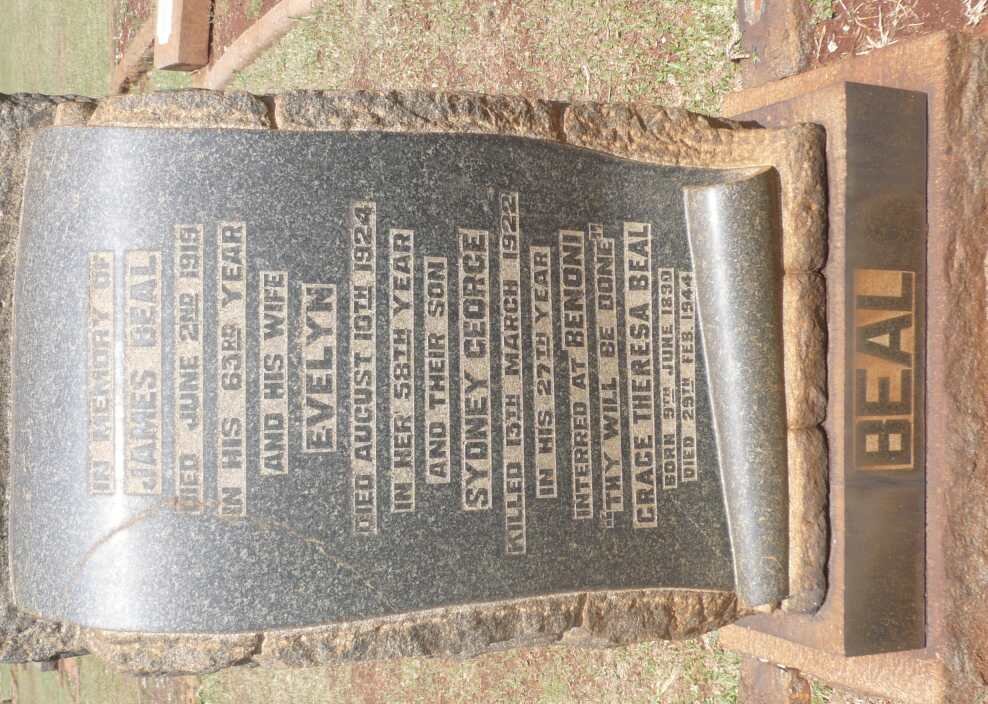 IN MEMORY OF
JAMES BEAL
DIED JUNE 2ND 1919
IN HIS 63RD YEAR
AND HIS WIFE
EVELYN
DIED AUGUST 10TH 1924
IN HER 58TH YEAR
AND THEIR SON
SYDNEY GEORGE
KILLED 13TH MARCH 1922
IN HIS 27TH YEAR
INTERRED AT BENONI
"THY WILL BE DONE"
GRACE THERESA BEAL
BORN 9TH JUNE 1890
DIED 29TH FEB. 1944
BEAL